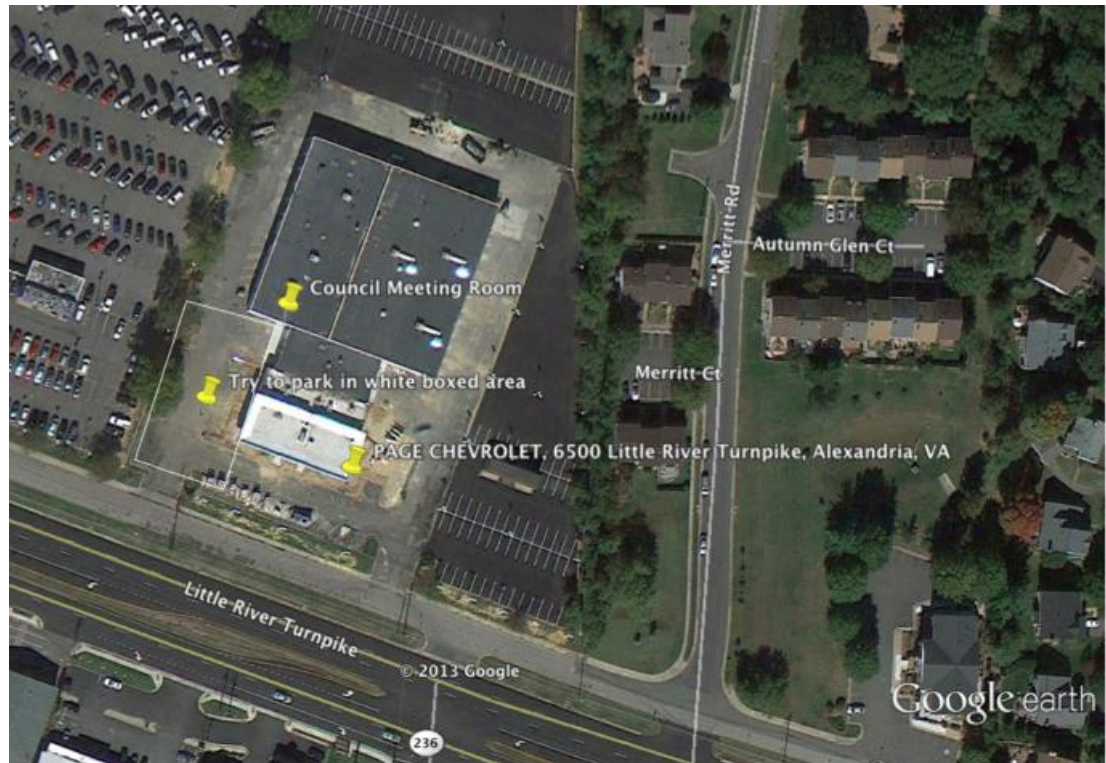 Merritt Rd
Autumn Glen Ct
Council Meeting Room
Merritt Ct
Try to park in white boxed area
PAGE CHEVROLET, 6500 Little River Turnpike, Alexandria, VA
Little River Turnpike
© 2013 Google
Google earth
236